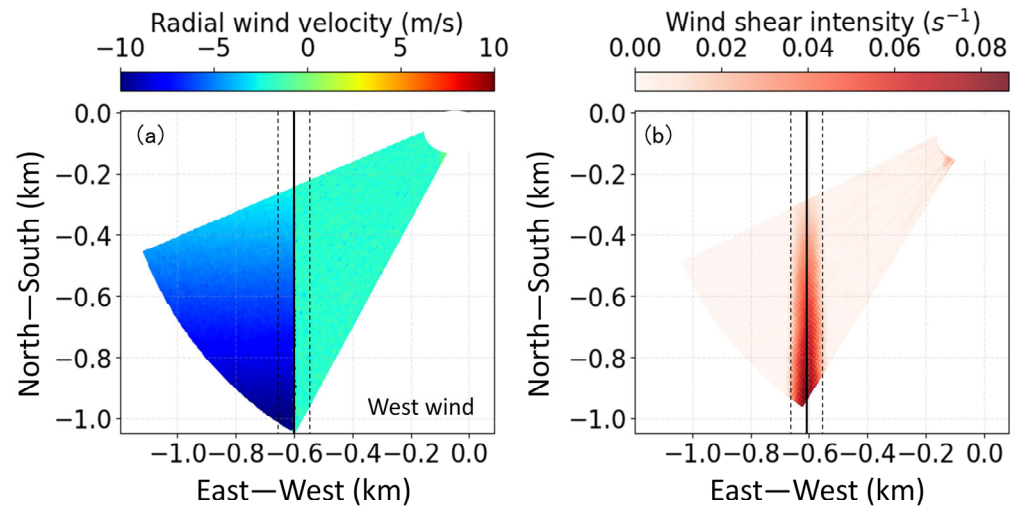 Radial wind velocity (m/s)
−10 −5 0 5 10
Wind shear intensity (s⁻¹)
0.00 0.02 0.04 0.06 0.08
(a)
0.0
−0.2
−0.4
−0.6
−0.8
−1.0
North—South (km)
West wind
−1.0 −0.8 −0.6 −0.4 −0.2 0.0
East—West (km)
(b)
0.0
−0.2
−0.4
−0.6
−0.8
−1.0
North—South (km)
−1.0 −0.8 −0.6 −0.4 −0.2 0.0
East—West (km)